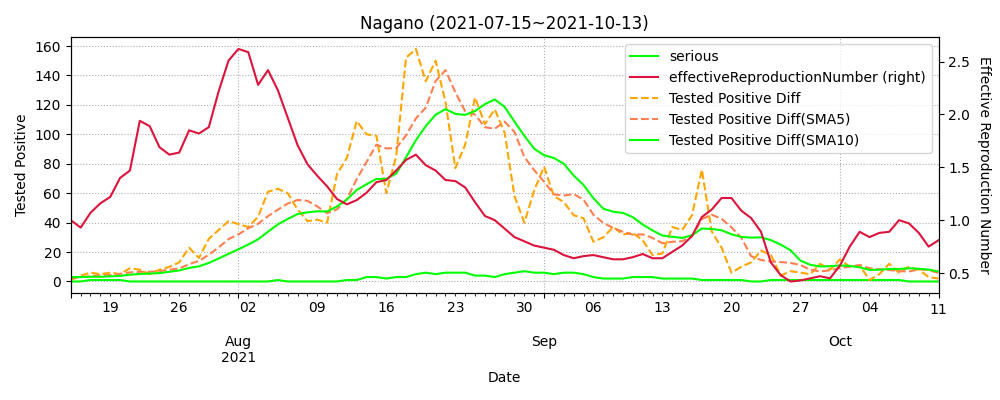 Nagano (2021-07-15~2021-10-13)
serious
effectiveReproductionNumber (right)
Tested Positive Diff
Tested Positive Diff(SMA5)
Tested Positive Diff(SMA10)
Tested Positive
160
140
120
100
80
60
40
20
0
Effective Reproduction Number
2.5
2.0
1.5
1.0
0.5
19 26 02 09 16 23 30 06 13 20 27 04 11
Aug Sep Oct
2021
Date